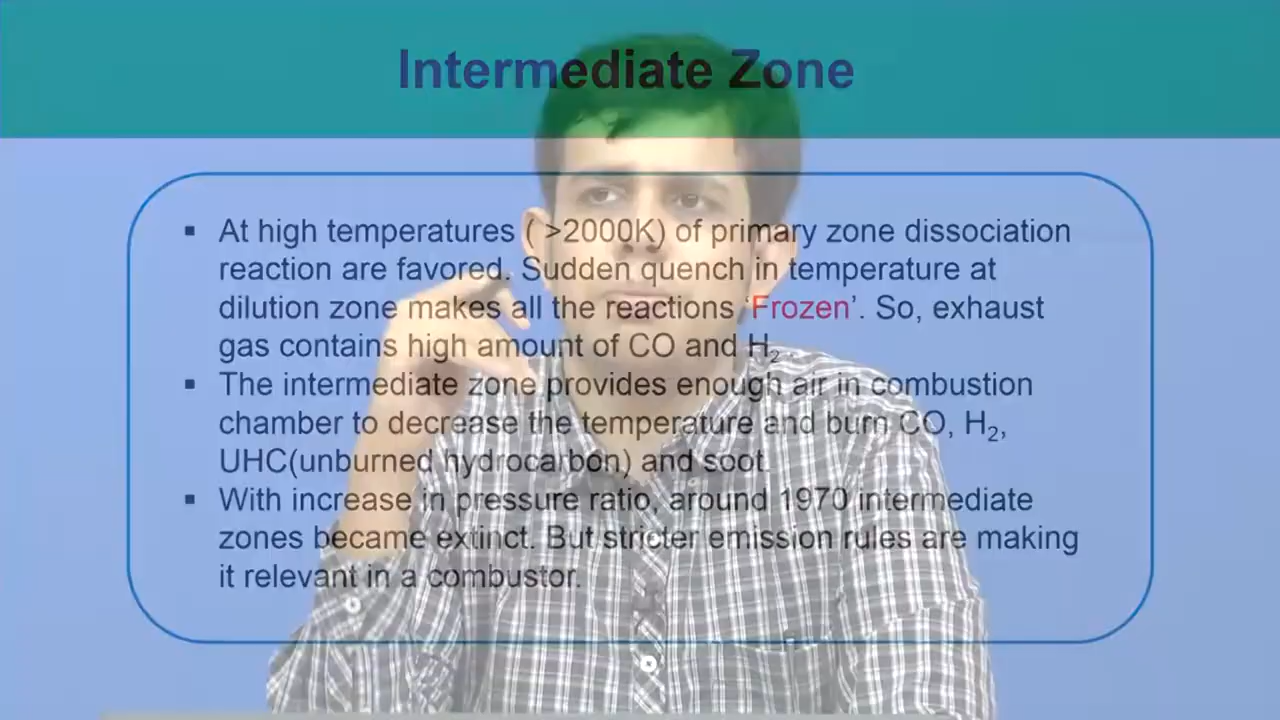 Intermediate Zone
▪ At high temperatures ( >2000K) of primary zone dissociation
reaction are favored. Sudden quench in temperature at
dilution zone makes all the reactions ‘Frozen’. So, exhaust
gas contains high amount of CO and H₂.
▪ The intermediate zone provides enough air in combustion
chamber to decrease the temperature and burn CO, H₂,
UHC(unburned hydrocarbon) and soot.
▪ With increase in pressure ratio, around 1970 intermediate
zones became extinct. But stricter emission rules are making
it relevant in a combustor.